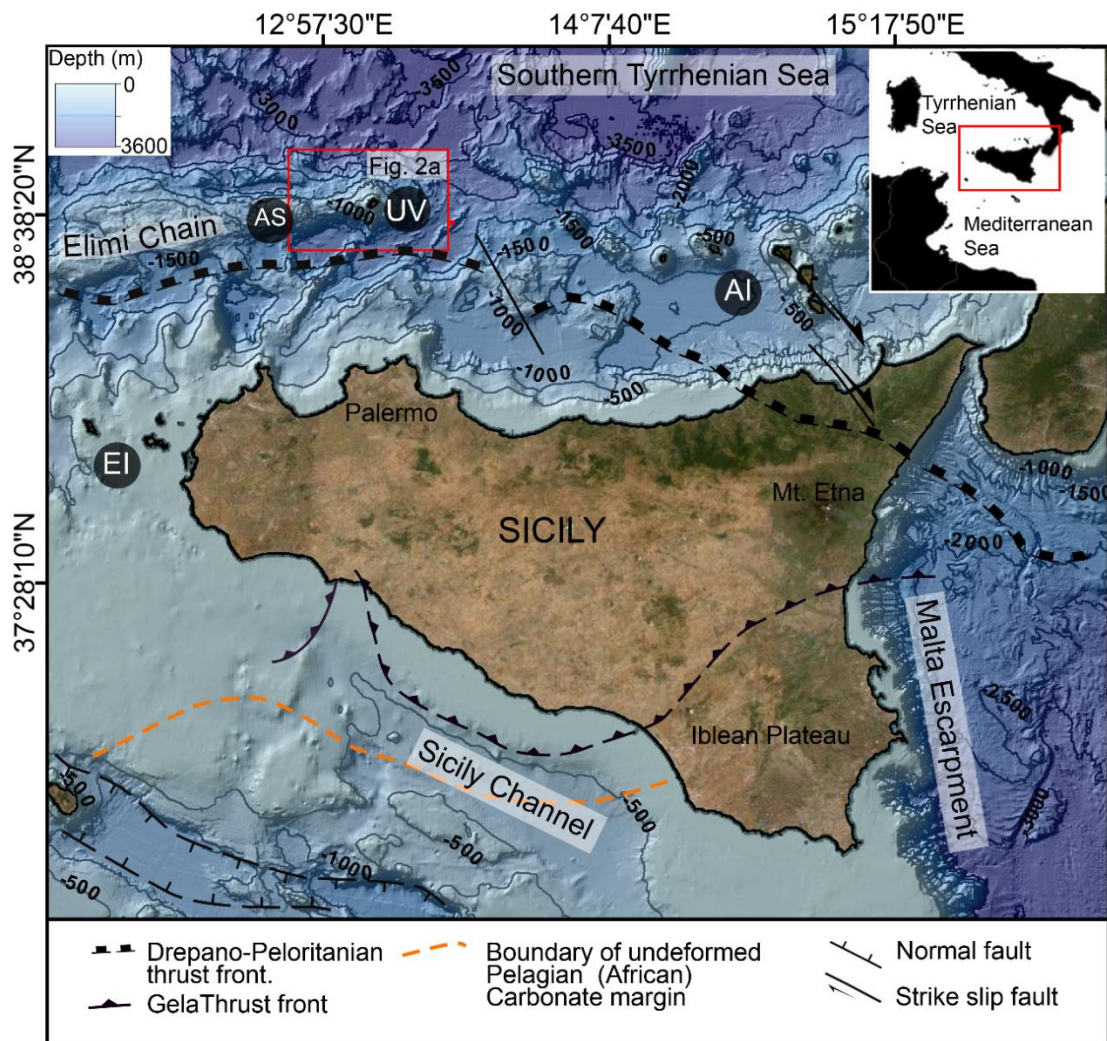 12°57'30"E
14°7'40"E
15°17'50"E
Depth (m)
0
3600
Southern Tyrrhenian Sea
-3500
-3000
-3500
-2000
Tyrrhenian
Sea
Mediterranean
Sea
38°38'20"N
Fig. 2a
AS
-1000
UV
Elimi Chain
-1500
-1500
-1500
-500
-1000
AI
-500
-1000
-500
Palermo
EI
Mt. Etna
-1000
-1500
SICILY
-2000
37°28'10"N
Malta Escarpment
-2500
Iblean Plateau
Sicily Channel
-500
-500
-500
-3000
-1000
-500
Drepano-Peloritanian
thrust front.
GelaThrust front
Boundary of undeformed
Pelagian (African)
Carbonate margin
Normal fault
Strike slip fault